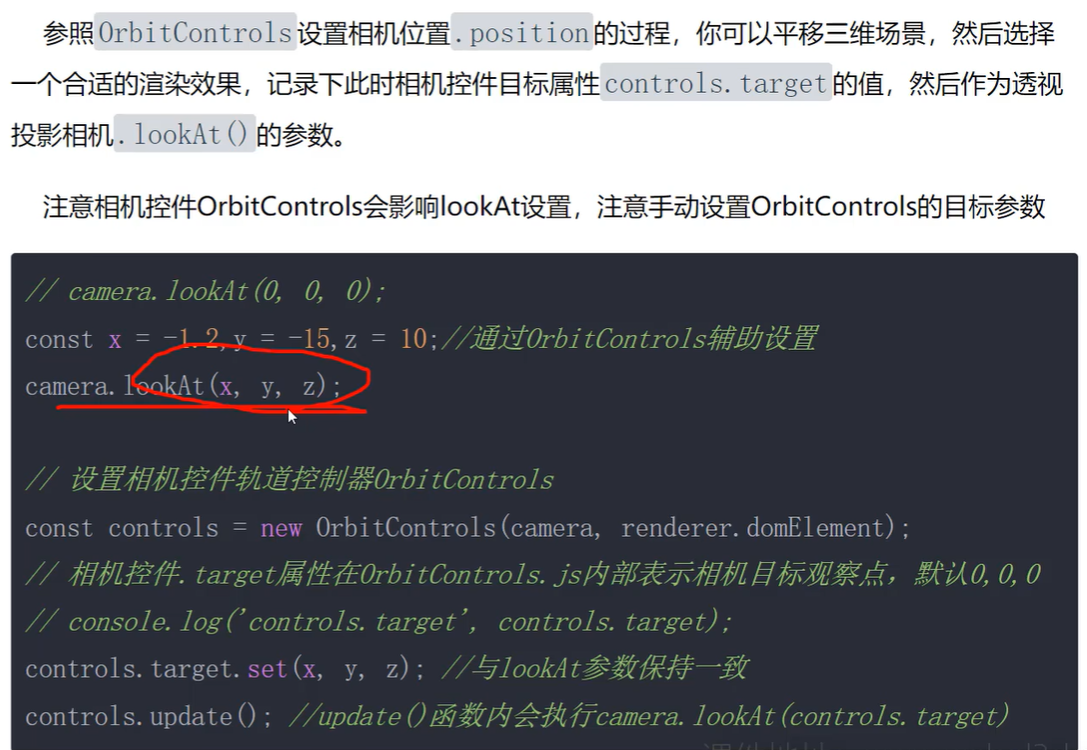 参照OrbitControls设置相机位置.position的过程，你可以平移三维场景，然后选择
一个合适的渲染效果，记录下此时相机控件目标属性controls.target的值，然后作为透视
投影相机.lookAt()的参数。
注意相机控件OrbitControls会影响lookAt设置，注意手动设置OrbitControls的目标参数
// camera.lookAt(0, 0, 0);
const x = -1.2,y = -15,z = 10;//通过OrbitControls辅助设置
camera.lookAt(x, y, z);
// 设置相机控件轨道控制器OrbitControls
const controls = new OrbitControls(camera, renderer.domElement);
// 相机控件.target属性在OrbitControls.js内部表示相机目标观察点，默认0,0,0
// console.log('controls.target', controls.target);
controls.target.set(x, y, z); //与lookAt参数保持一致
controls.update(); //update()函数内会执行camera.lookAt(controls.target)